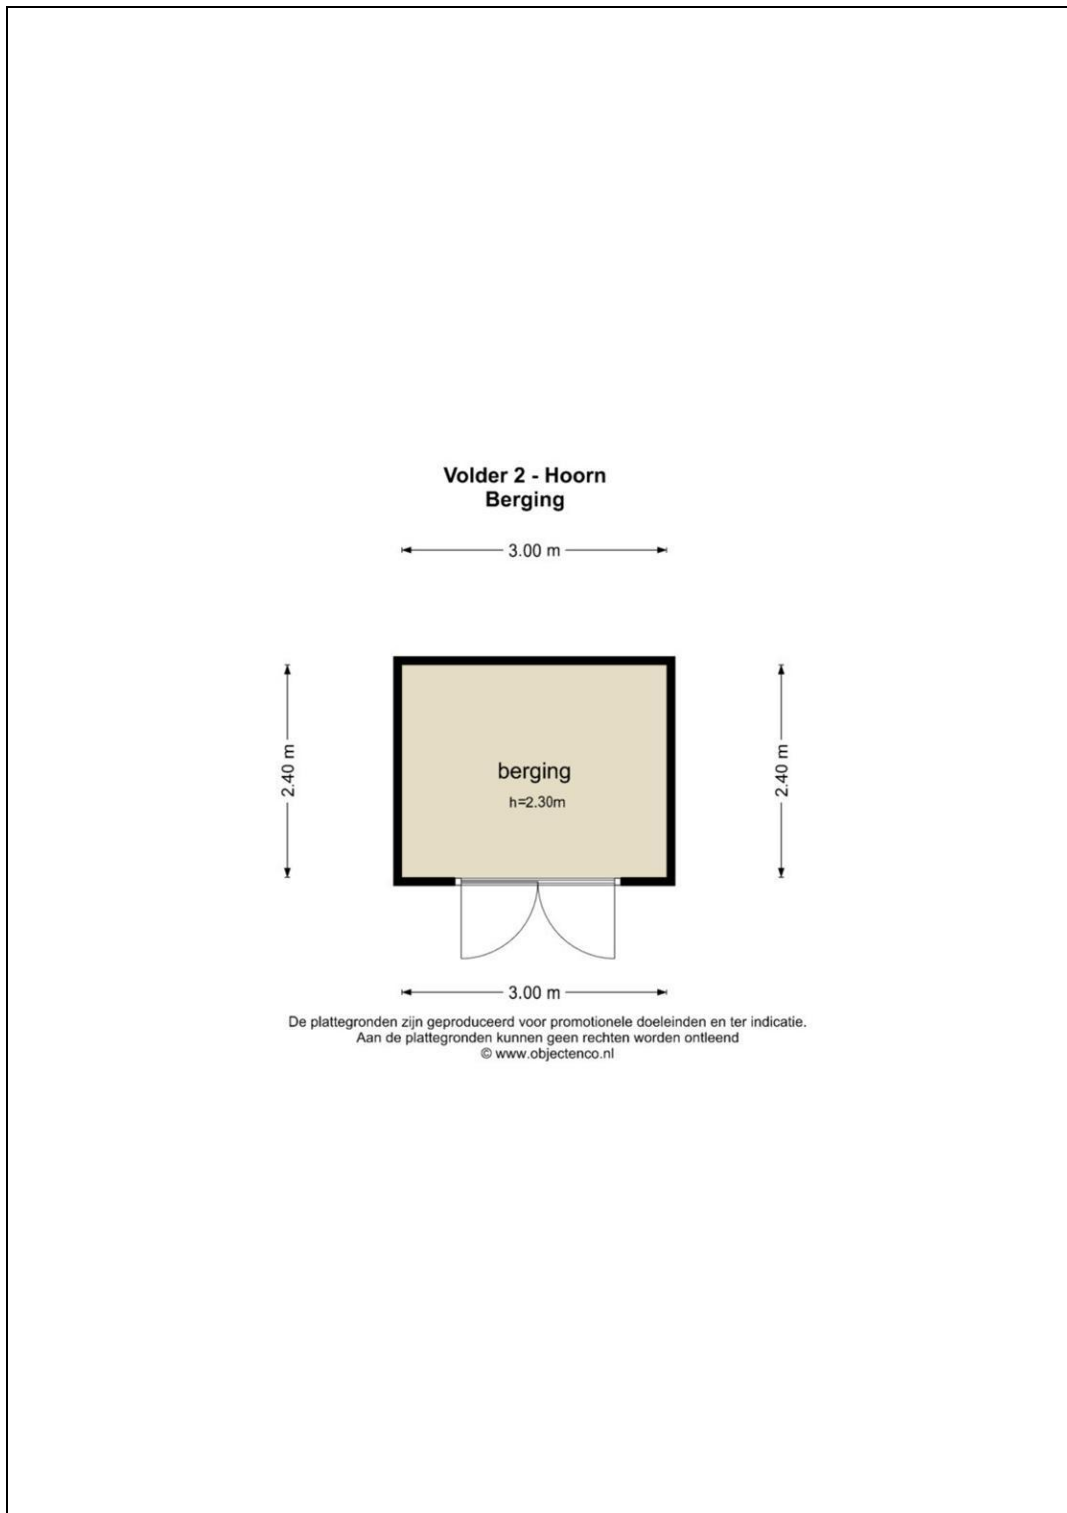 Volder 2 - Hoorn
Berging
3.00 m
2.40 m
2.40 m
berging
h=2.30m
3.00 m
De plattegronden zijn geproduceerd voor promotionele doeleinden en ter indicatie.
Aan de plattegronden kunnen geen rechten worden ontleend
© www.objectenco.nl